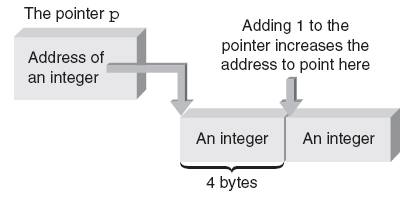 The pointer p
Address of
an integer
Adding 1 to the
pointer increases the
address to point here
An integer
An integer
4 bytes